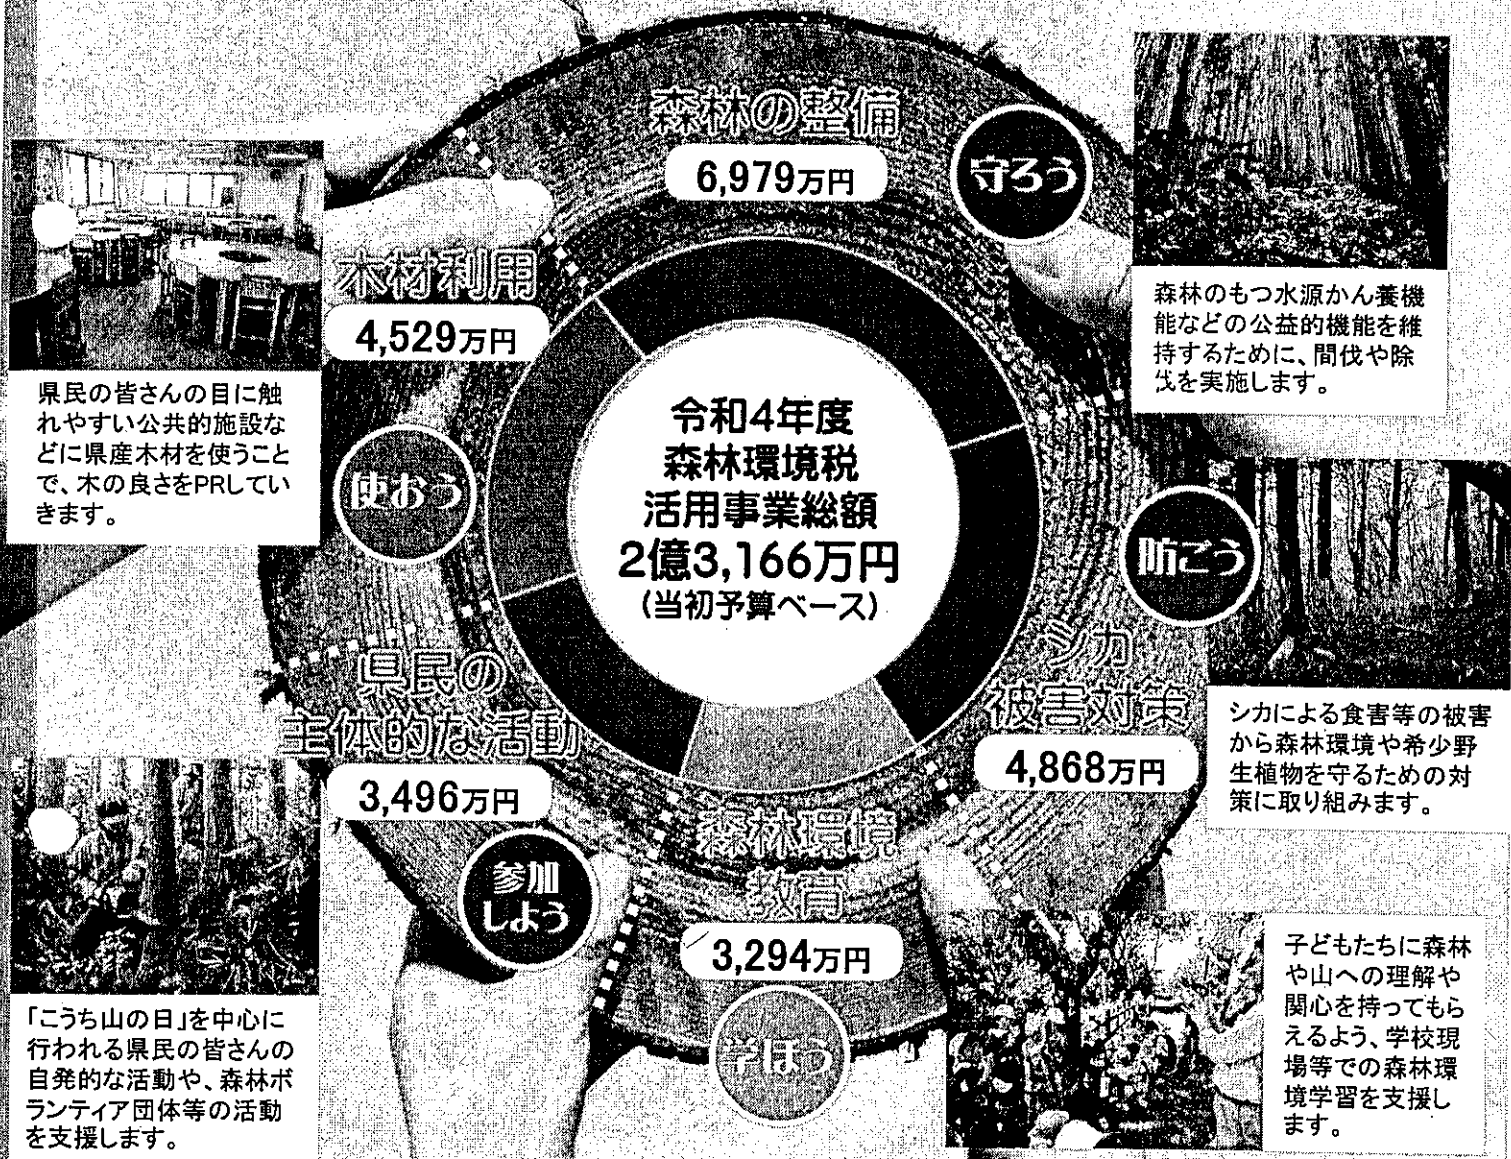 森林の整備
6,979万円
守ろう
森林のもつ水源かん養機
能などの公益的機能を維
持するために、間伐や除
伐を実施します。
木材利用
4,529万円
使おう
県民の皆さんの目に触
れやすい公共的施設な
どに県産木材を使うこと
で、木の良さをPRしてい
きます。
令和4年度
森林環境税
活用事業総額
2億3,166万円
(当初予算ベース)
防こう
シカ
被害対策
4,868万円
シカによる食害等の被害
から森林環境や希少野
生植物を守るための対
策に取り組みます。
県民の
主体的な活動
3,496万円
参加
しよう
「こうち山の日」を中心に
行われる県民の皆さんの
自発的な活動や、森林ボ
ランティア団体等の活動
を支援します。
森林環境
教育
3,294万円
学ぼう
子どもたちに森林
や山への理解や
関心を持ってもら
えるよう、学校現
場等での森林環
境学習を支援し
ます。